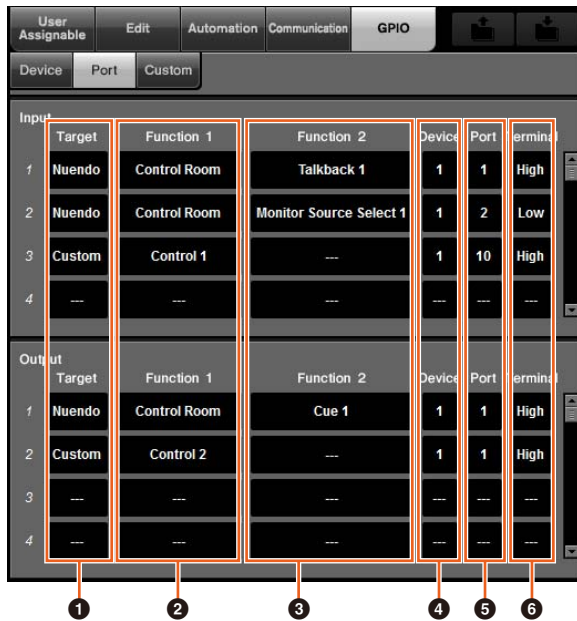 User Assignable Edit Automation Communication GPIO
Device Port Custom
Input
Target Function 1 Function 2 Device Port Terminal
1 Nuendo Control Room Talkback 1 1 1 High
2 Nuendo Control Room Monitor Source Select 1 1 2 Low
3 Custom Control 1 --- 1 10 High
4 --- --- --- --- --- ---
Output
Target Function 1 Function 2 Device Port Terminal
1 Nuendo Control Room Cue 1 1 1 High
2 Custom Control 2 --- 1 1 High
3 --- --- --- --- --- ---
4 --- --- --- --- --- ---
1 2 3 4 5 6